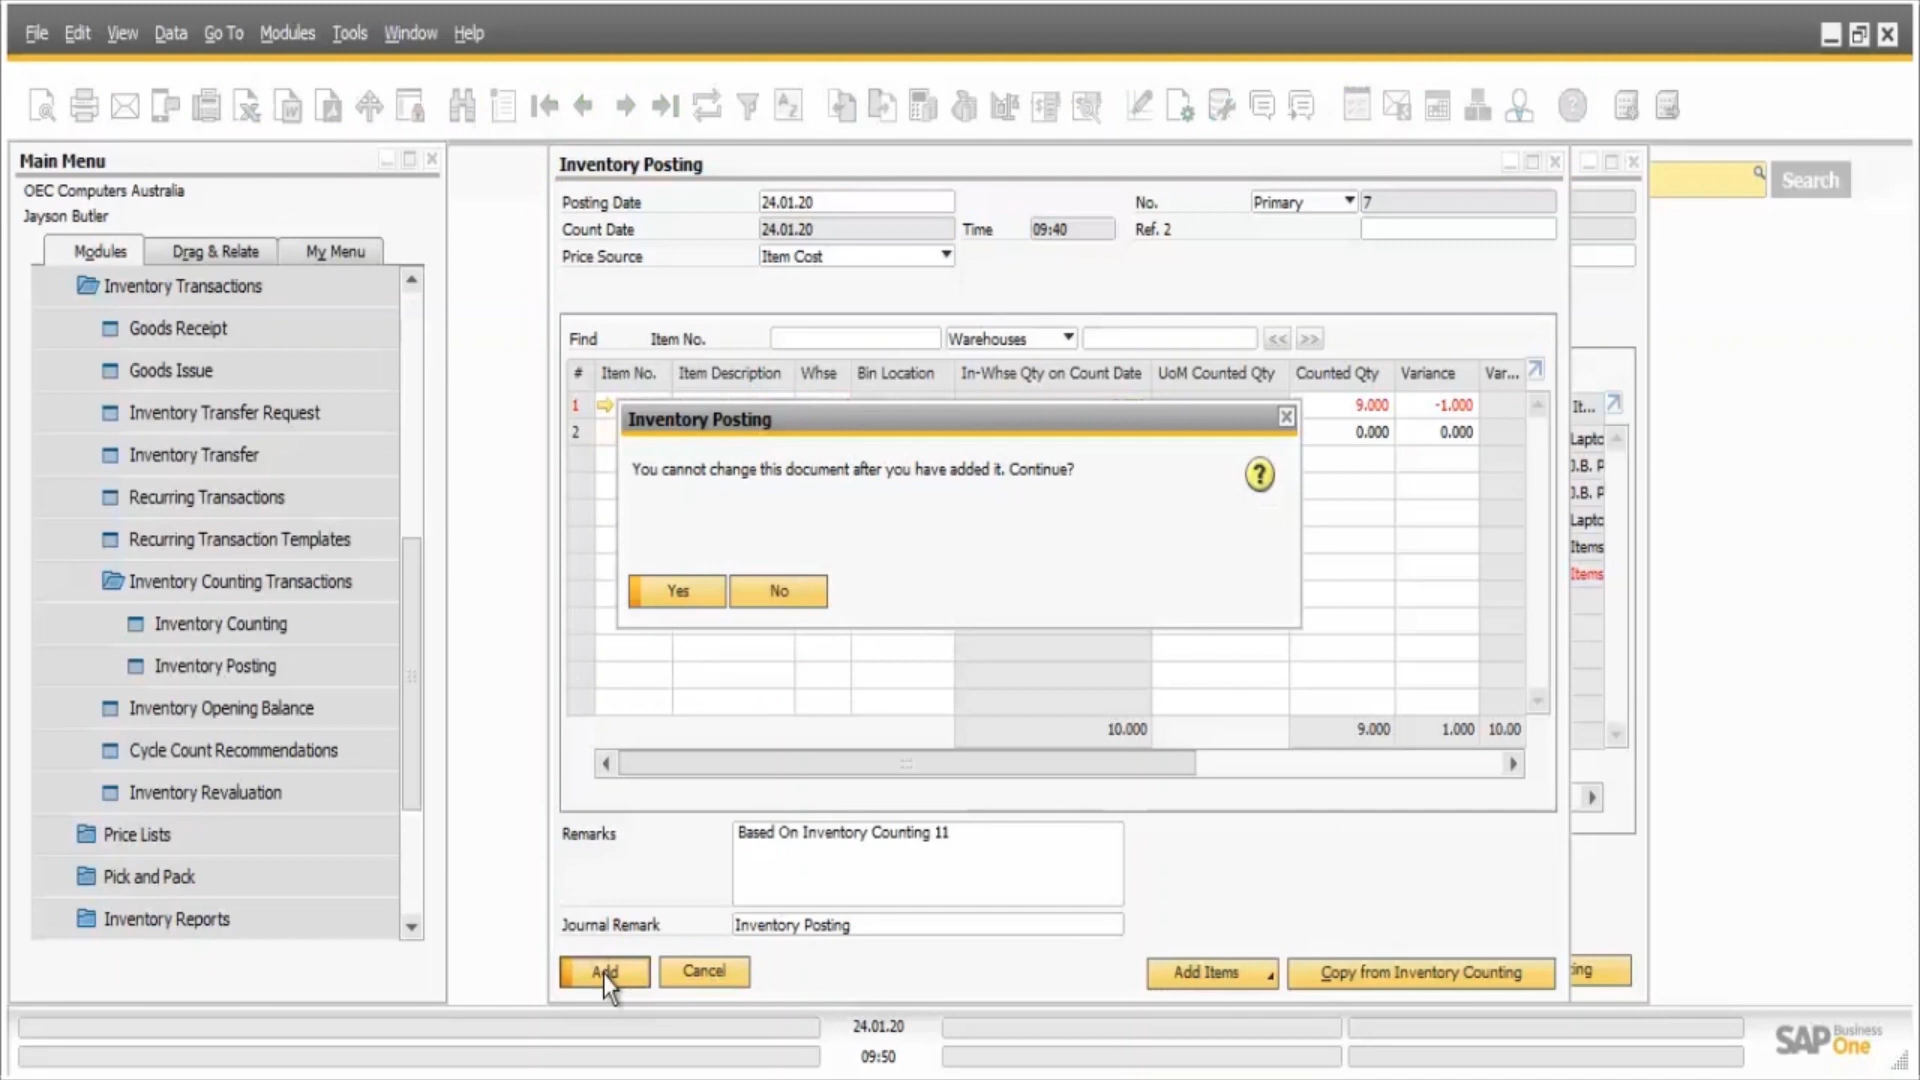 File Edit View Data Go To Modules Tools Window Help
Main Menu
OEC Computers Australia
Jayson Butler
Modules Drag & Relate My Menu
Inventory Transactions
Goods Receipt
Goods Issue
Inventory Transfer Request
Inventory Transfer
Recurring Transactions
Recurring Transaction Templates
Inventory Counting Transactions
Inventory Counting
Inventory Posting
Inventory Opening Balance
Cycle Count Recommendations
Inventory Revaluation
Price Lists
Pick and Pack
Inventory Reports
Inventory Posting
Posting Date 24.01.20 No. Primary 7
Count Date 24.01.20 Time 09:40 Ref. 2
Price Source Item Cost
Find Item No. Warehouses << >>
# Item No. Item Description Whse Bin Location In-Whse Qty on Count Date UoM Counted Qty Counted Qty Variance Var...
1 9.000 -1.000
2 0.000 0.000
10.000 9.000 1.000 10.00
Inventory Posting
You cannot change this document after you have added it. Continue?
?
Yes No
Remarks Based On Inventory Counting 11
Journal Remark Inventory Posting
Add Cancel Add Items Copy from Inventory Counting
Search
It...
Lapto
J.B. P
J.B. P
Lapto
Items
Items
ing
24.01.20
09:50
SAP Business One